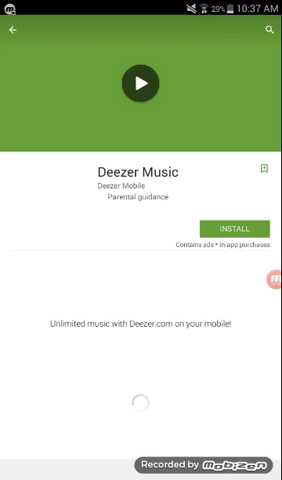 29% 10:37 AM
Deezer Music
Deezer Mobile
Parental guidance
INSTALL
Contains ads • In-app purchases
Unlimited music with Deezer.com on your mobile!
Recorded by mobizen